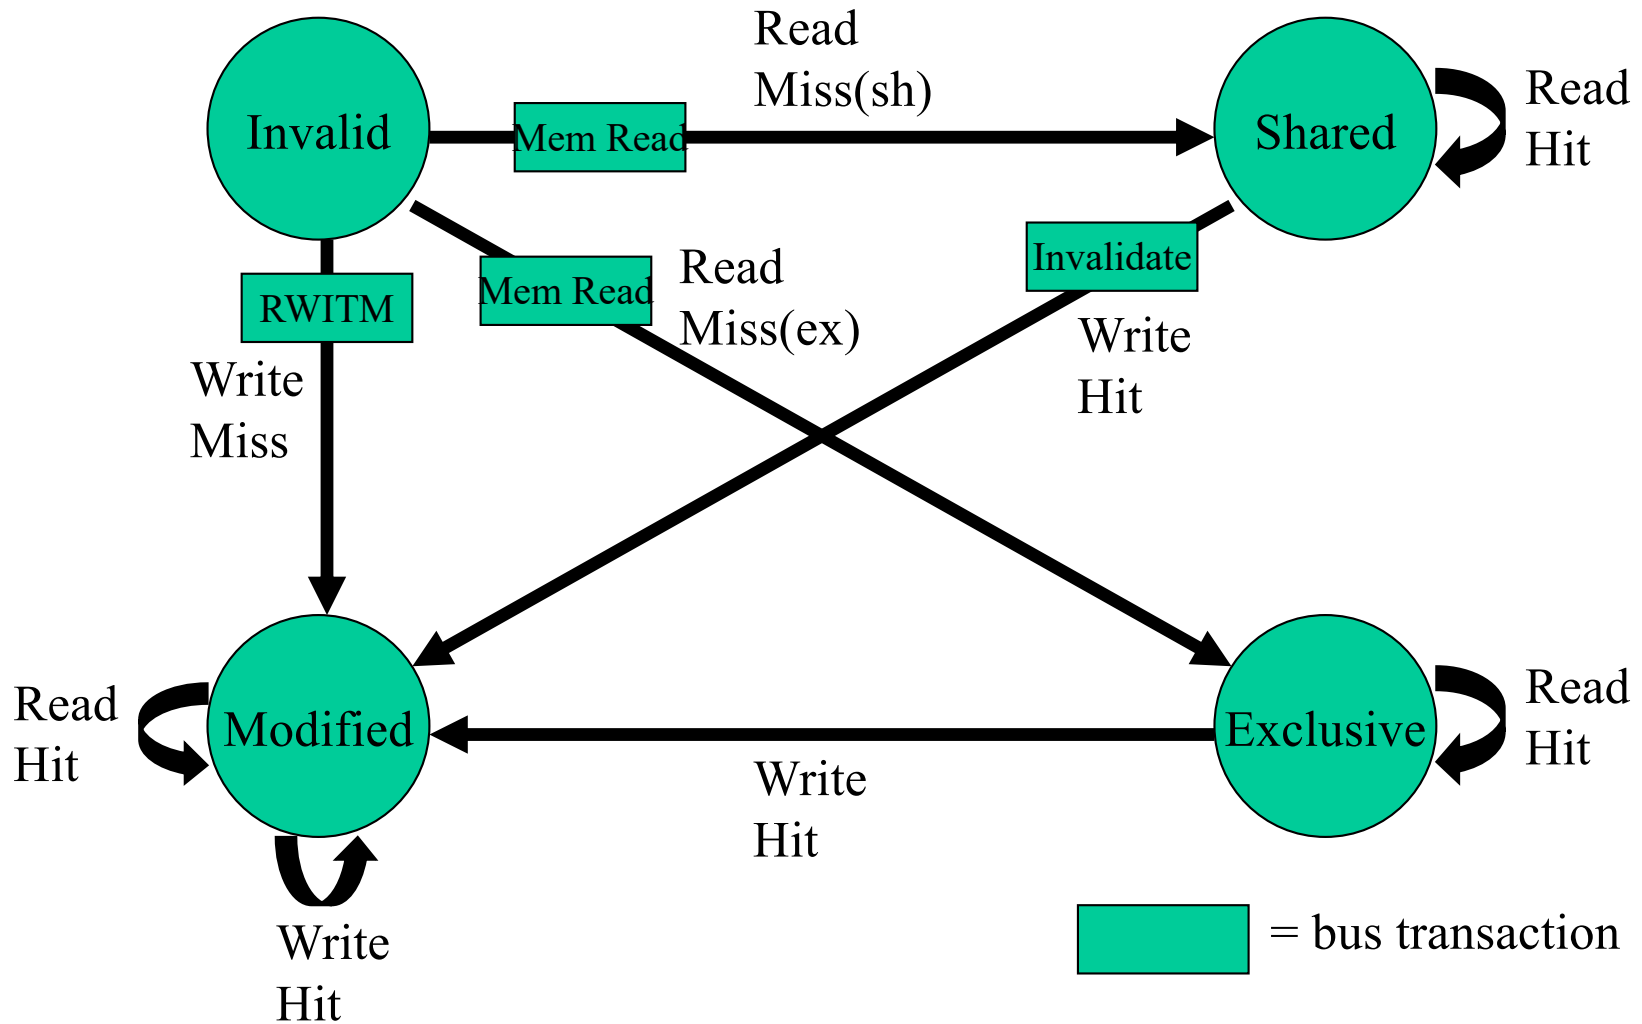 Read
Miss(sh)
Invalid
Mem Read
Shared
Read
Hit
RWITM
Mem Read
Read
Miss(ex)
Invalidate
Write
Hit
Write
Miss
Read
Hit
Modified
Exclusive
Read
Hit
Write
Hit
Write
Hit
= bus transaction